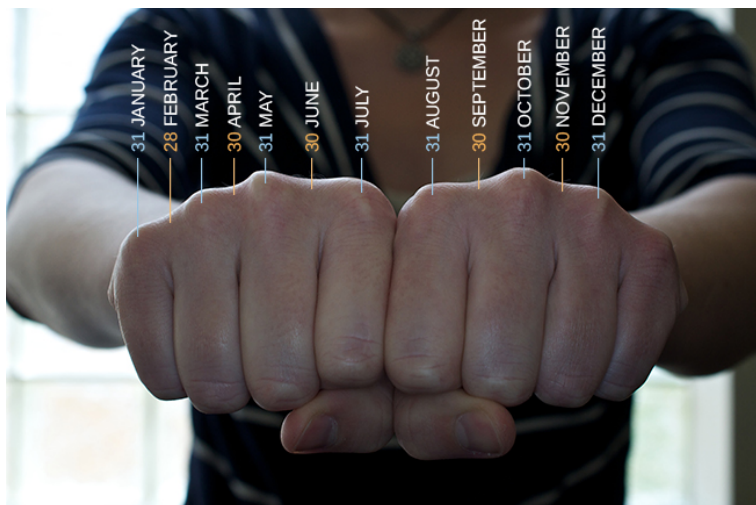 31 JANUARY
28 FEBRUARY
31 MARCH
30 APRIL
31 MAY
30 JUNE
31 JULY
31 AUGUST
30 SEPTEMBER
31 OCTOBER
30 NOVEMBER
31 DECEMBER